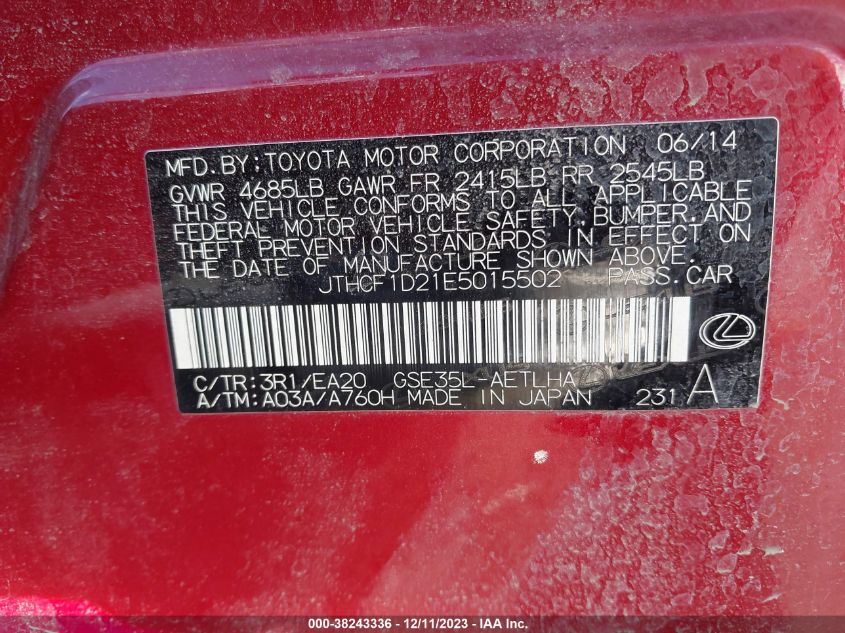 MFD.BY:TOYOTA MOTOR CORPORATION 06/14
GVWR 4685LB GAWR FR 2415LB RR 2545LB
THIS VEHICLE CONFORMS TO ALL APPLICABLE
FEDERAL MOTOR VEHICLE SAFETY,BUMPER,AND
THEFT PREVENTION STANDARDS IN EFFECT ON
THE DATE OF MANUFACTURE SHOWN ABOVE.
JTHCF1D21E5015502 PASS.CAR
C/TR:3R1/EA20 GSE35L-AETLHA
A/TM:A03A/A760H MADE IN JAPAN 231 A
000-38243336 - 12/11/2023 - IAA Inc.